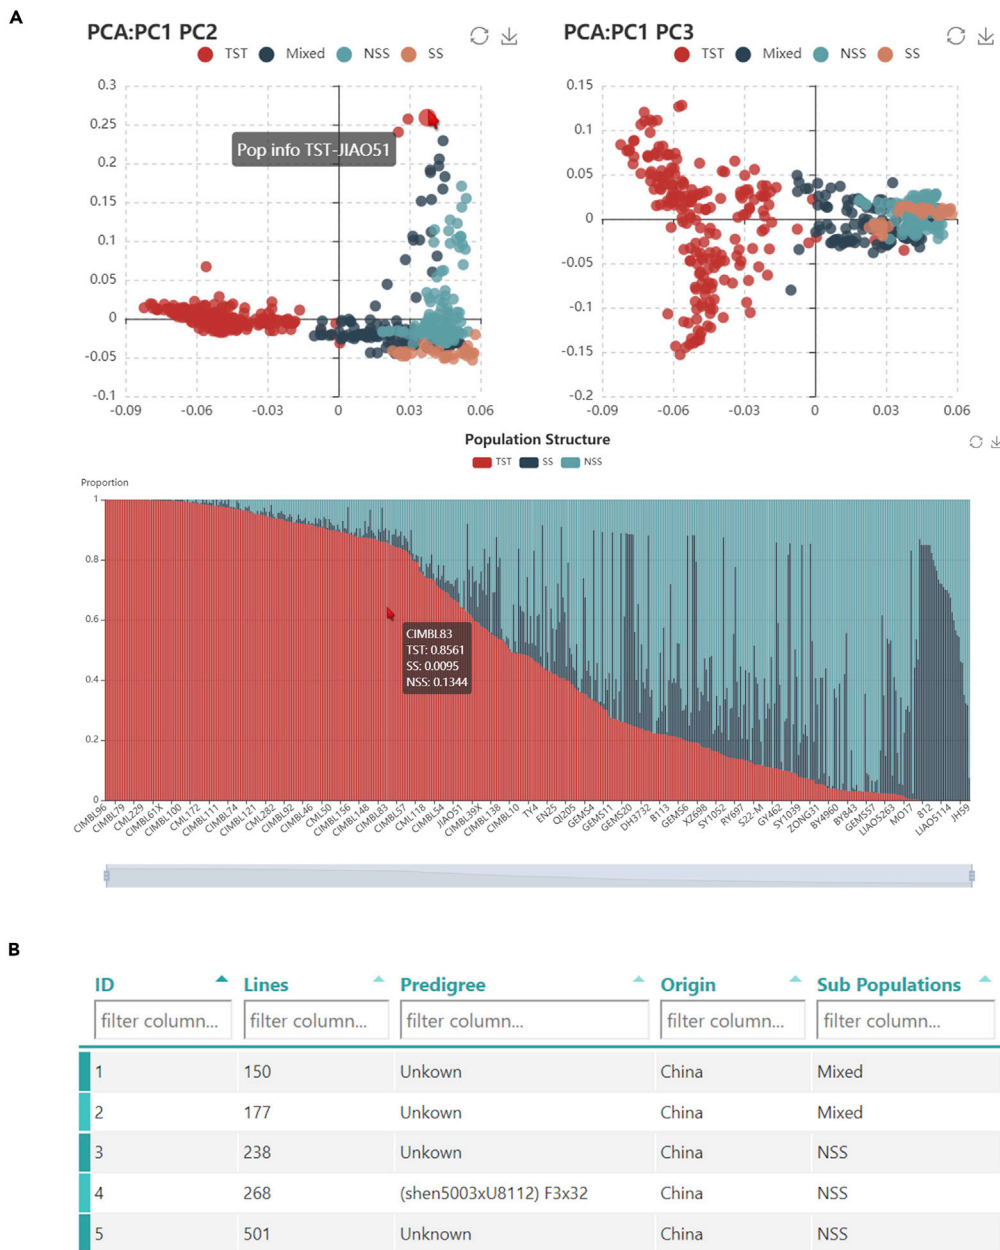 A
PCA:PC1 PC2
TST Mixed NSS SS
0.3
0.25
0.2
0.15
0.1
0.05
0
-0.05
-0.1
-0.09 -0.06 -0.03 0 0.03 0.06
Pop info TST-JIAO51
PCA:PC1 PC3
TST Mixed NSS SS
0.15
0.1
0.05
0
-0.05
-0.1
-0.15
-0.2
-0.09 -0.06 -0.03 0 0.03 0.06
Population Structure
TST SS NSS
Proportion
1
0.8
0.6
0.4
0.2
0
CIMBL83
TST: 0.8561
SS: 0.0095
NSS: 0.1344
CIMBL96 CIMBL79 CML229 CIMBL61X CIMBL100 CML172 CIMBL111 CIMBL74 CIMBL121 CML282 CIMBL92 CIMBL46 CML50 CIMBL156 CIMBL148 CIMBL83 CIMBL57 CML118 CIMBL54 JIAO51 CIMBL39X CIMBL138 CIMBL10 TY4 EN25 QI205 GEMS4 GEMS11 GEMS20 DH3732 B113 GEMS6 XZ698 SY1052 RY697 S22-M GY462 SY1039 ZONG31 BY4960 BY843 GEMS57 LIAO5263 MO17 812 LIAO5114 JH59
B
ID Lines Predigree Origin Sub Populations
filter column... filter column... filter column... filter column... filter column...
1 150 Unkown China Mixed
2 177 Unkown China Mixed
3 238 Unkown China NSS
4 268 (shen5003xU8112) F3x32 China NSS
5 501 Unknown China NSS